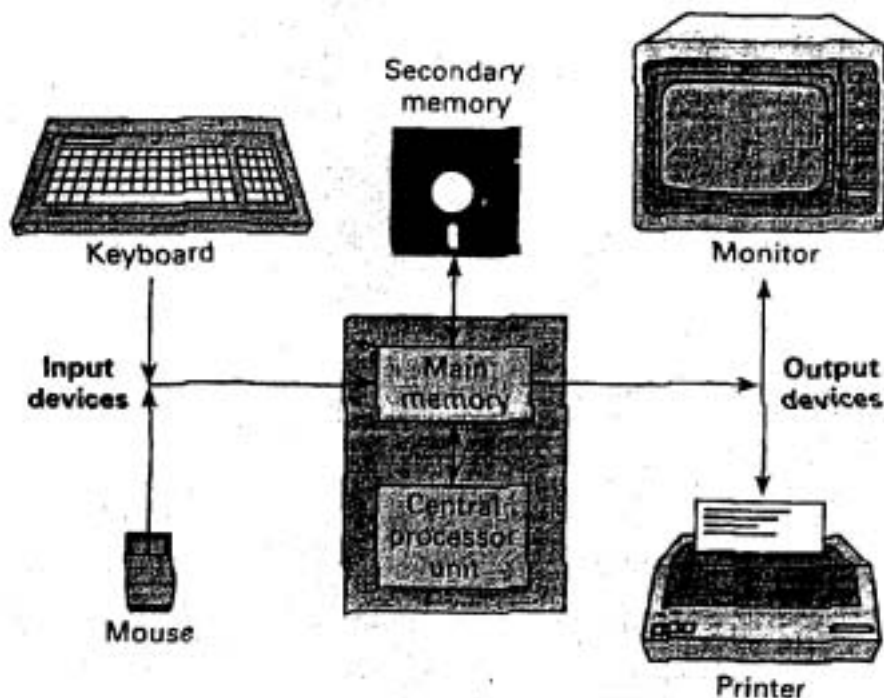 Secondary
memory
Keyboard
Monitor
Input
devices
Main
memory
Output
devices
Central
processor
unit
Mouse
Printer